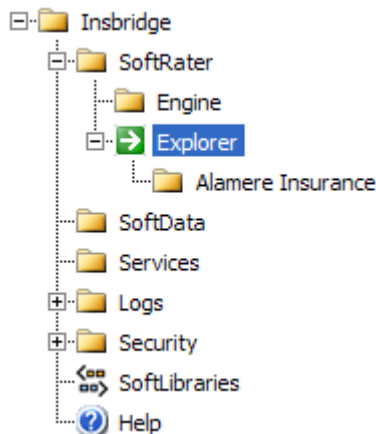 Insbridge
SoftRater
Engine
Explorer
Alamere Insurance
SoftData
Services
Logs
Security
SoftLibraries
Help